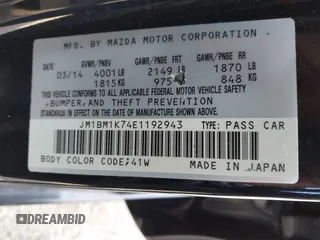 MFD. BY MAZDA MOTOR CORPORATION
GVWR/PNBV GAWR/PNBE FRT GAWR/PNBE RR
03/14 4001LB 2149LB 1870LB
1815KG 975KG 848KG
THIS VEHICLE CONFORMS TO ALL APPLICABLE
FEDERAL MOTOR VEHICLE SAFETY,
BUMPER, AND THEFT PREVENTION
STANDARDS IN EFFECT ON THE DATE OF
MANUFACTURE SHOWN ABOVE.
JM1BM1K74E1192943 TYPE: PASS CAR
BODY COLOR CODE: 41W MADE IN JAPAN
DREAMBID